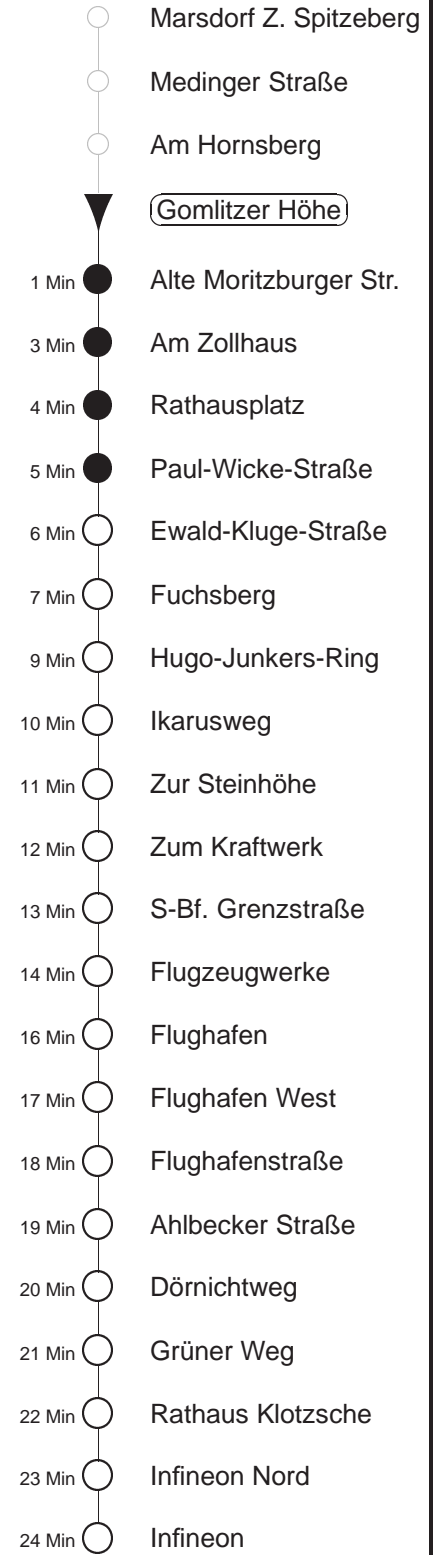 Marsdorf Z. Spitzeberg
Medinger Straße
Am Hornsberg
Gomlitzer Höhe
1 Min Alte Moritzburger Str.
3 Min Am Zollhaus
4 Min Rathausplatz
5 Min Paul-Wicke-Straße
6 Min Ewald-Kluge-Straße
7 Min Fuchsberg
9 Min Hugo-Junkers-Ring
10 Min Ikarusweg
11 Min Zur Steinhöhe
12 Min Zum Kraftwerk
13 Min S-Bf. Grenzstraße
14 Min Flugzeugwerke
16 Min Flughafen
17 Min Flughafen West
18 Min Flughafenstraße
19 Min Ahlbecker Straße
20 Min Dörnichtweg
21 Min Grüner Weg
22 Min Rathaus Klotzsche
23 Min Infineon Nord
24 Min Infineon